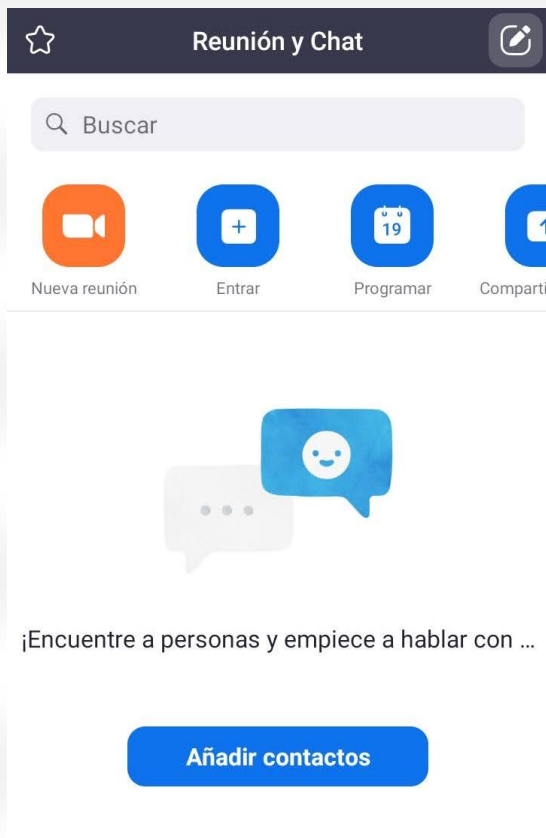 Reunión y Chat
Buscar
19
Nueva reunión
Entrar
Programar
Comparti
¡Encuentre a personas y empiece a hablar con ...
Añadir contactos